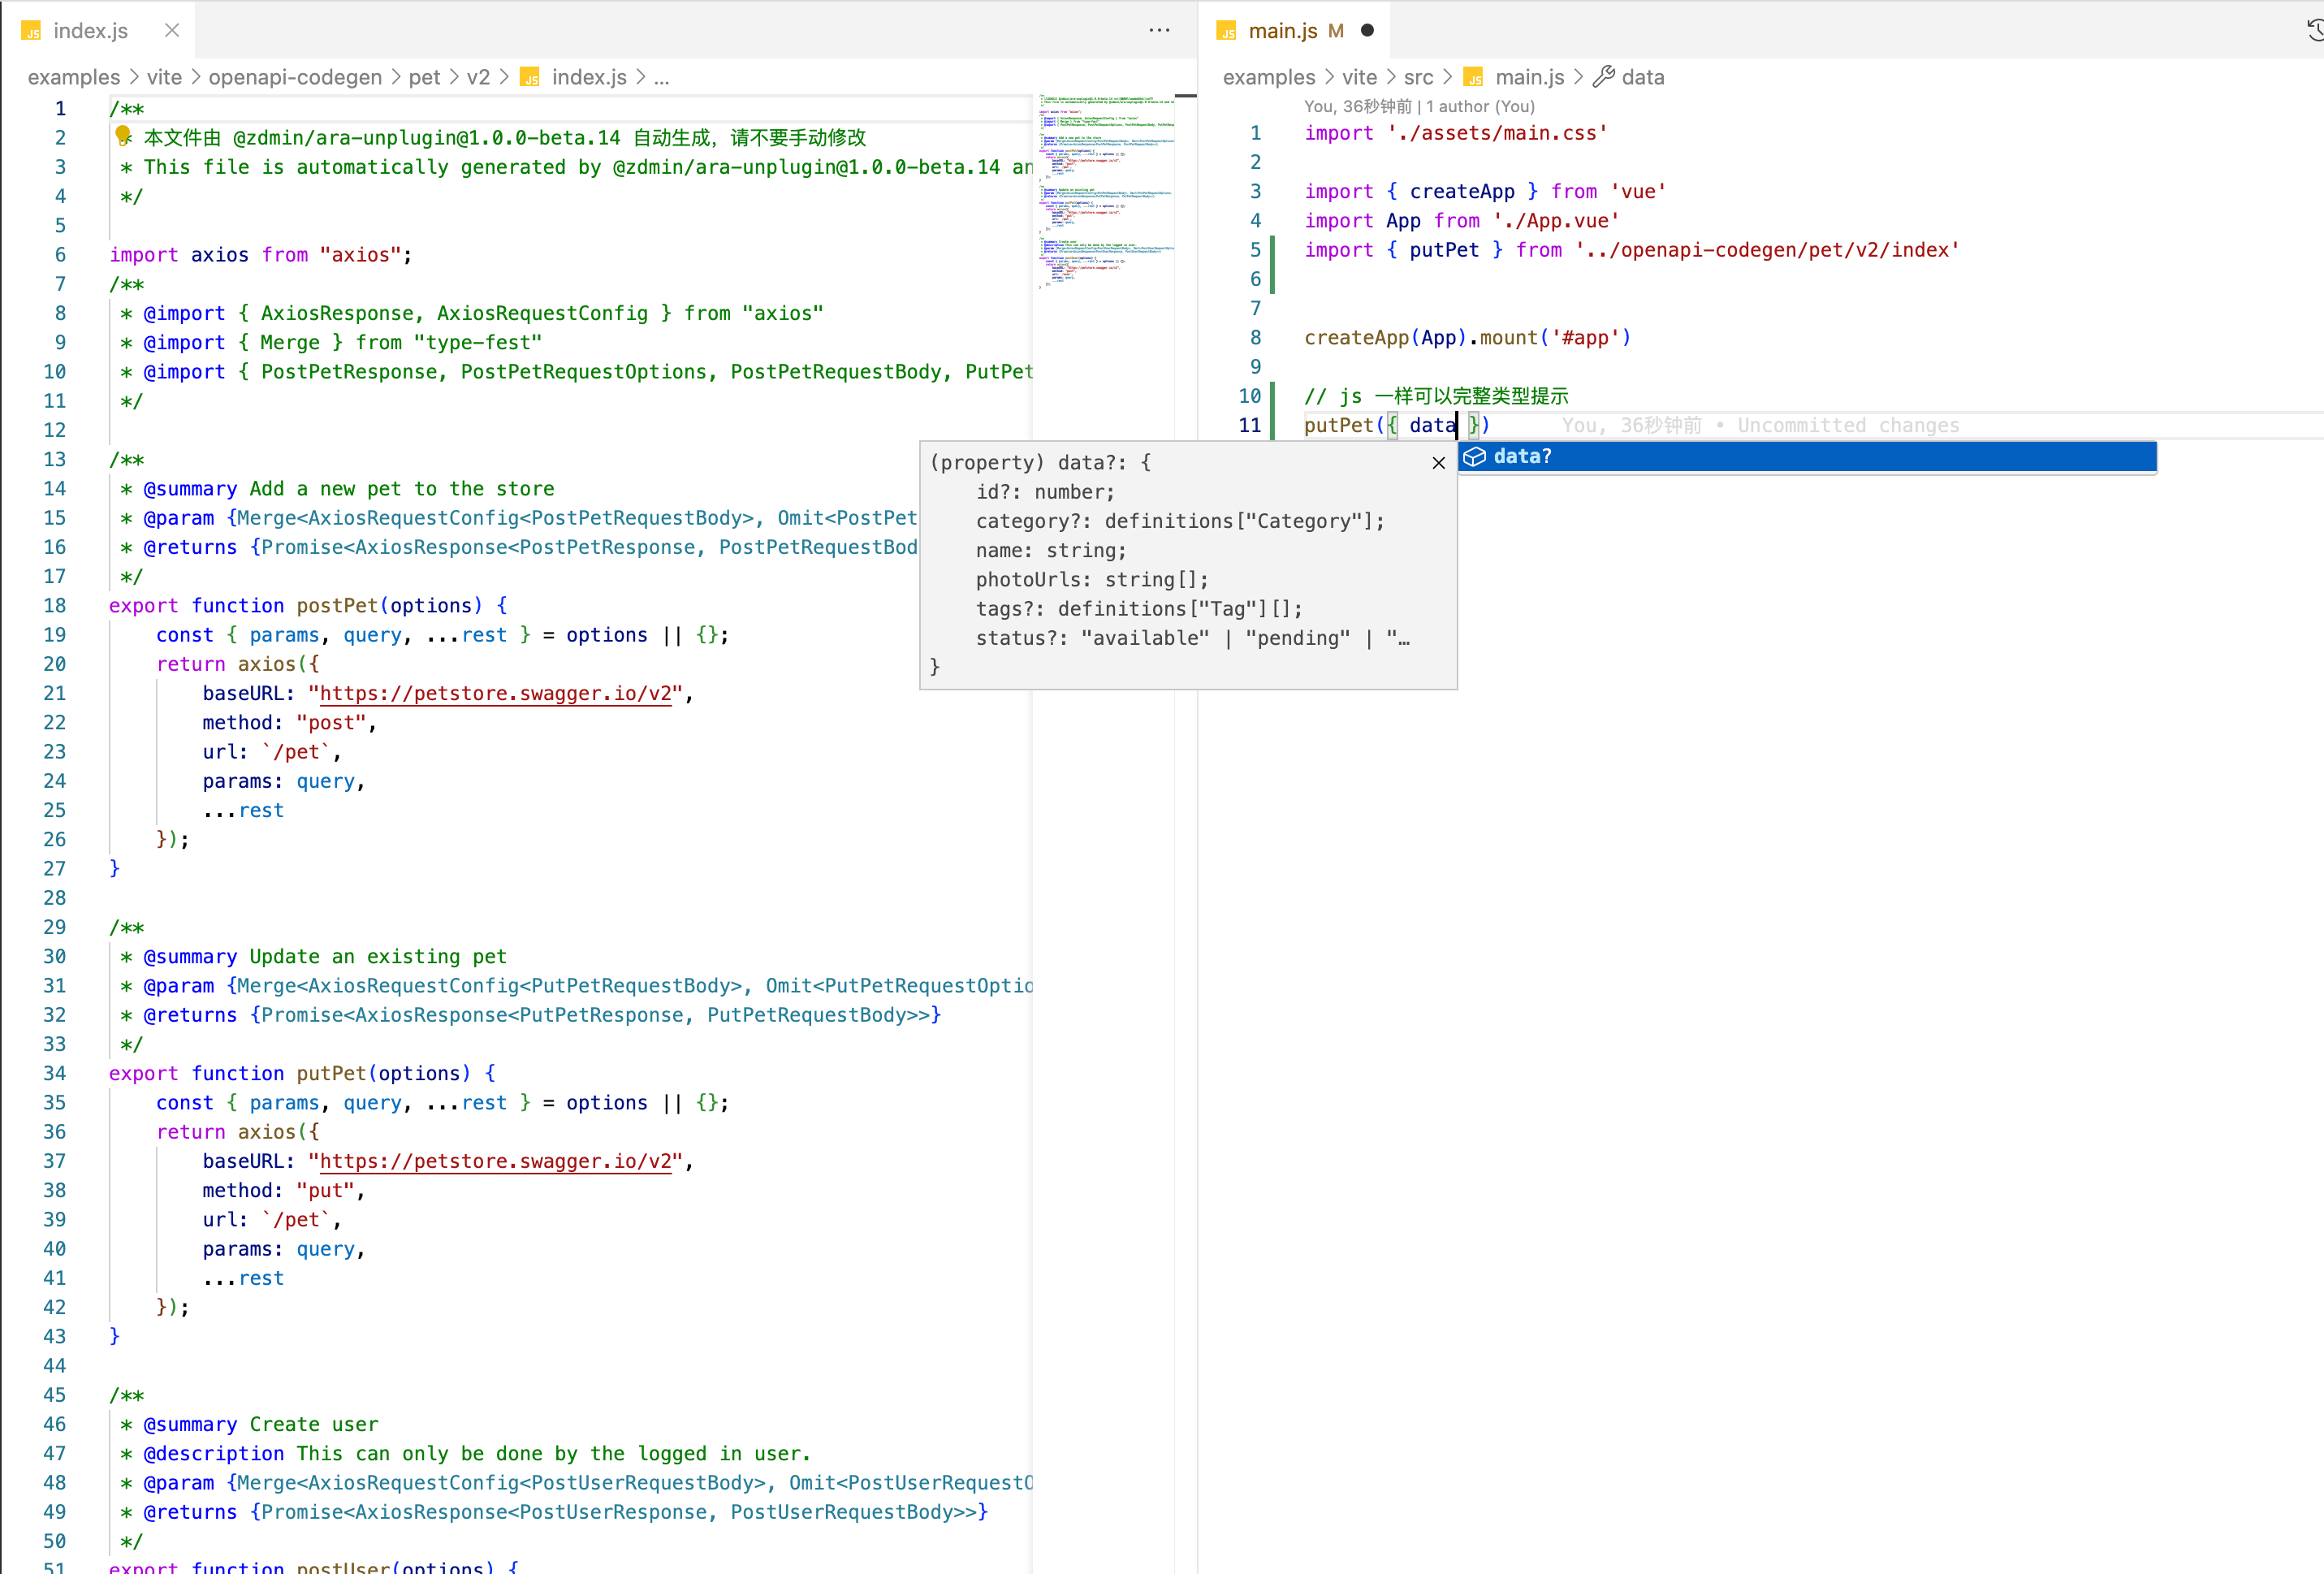 index.js
examples > vite > openapi-codegen > pet > v2 > index.js > ...
1 /**
2 * 本文件由 @zdmin/ara-unplugin@1.0.0-beta.14 自动生成，请不要手动修改
3 * This file is automatically generated by @zdmin/ara-unplugin@1.0.0-beta.14 an
4 */
5
6 import axios from "axios";
7 /**
8 * @import { AxiosResponse, AxiosRequestConfig } from "axios"
9 * @import { Merge } from "type-fest"
10 * @import { PostPetResponse, PostPetRequestOptions, PostPetRequestBody, PutPet
11 */
12
13 /**
14 * @summary Add a new pet to the store
15 * @param {Merge<AxiosRequestConfig<PostPetRequestBody>, Omit<PostPet
16 * @returns {Promise<AxiosResponse<PostPetResponse, PostPetRequestBod
17 */
18 export function postPet(options) {
19 const { params, query, ...rest } = options || {};
20 return axios({
21 baseURL: "https://petstore.swagger.io/v2",
22 method: "post",
23 url: `/pet`,
24 params: query,
25 ...rest
26 });
27 }
28
29 /**
30 * @summary Update an existing pet
31 * @param {Merge<AxiosRequestConfig<PutPetRequestBody>, Omit<PutPetRequestOptio
32 * @returns {Promise<AxiosResponse<PutPetResponse, PutPetRequestBody>>}
33 */
34 export function putPet(options) {
35 const { params, query, ...rest } = options || {};
36 return axios({
37 baseURL: "https://petstore.swagger.io/v2",
38 method: "put",
39 url: `/pet`,
40 params: query,
41 ...rest
42 });
43 }
44
45 /**
46 * @summary Create user
47 * @description This can only be done by the logged in user.
48 * @param {Merge<AxiosRequestConfig<PostUserRequestBody>, Omit<PostUserRequestO
49 * @returns {Promise<AxiosResponse<PostUserResponse, PostUserRequestBody>>}
50 */
51 export function postUser(options) {
main.js M
examples > vite > src > main.js > data
You, 36秒钟前 | 1 author (You)
1 import './assets/main.css'
2
3 import { createApp } from 'vue'
4 import App from './App.vue'
5 import { putPet } from '../openapi-codegen/pet/v2/index'
6
7
8 createApp(App).mount('#app')
9
10 // js 一样可以完整类型提示
11 putPet({ data }) You, 36秒钟前 • Uncommitted changes
data?
(property) data?: {
id?: number;
category?: definitions["Category"];
name: string;
photoUrls: string[];
tags?: definitions["Tag"][];
status?: "available" | "pending" | "…
}